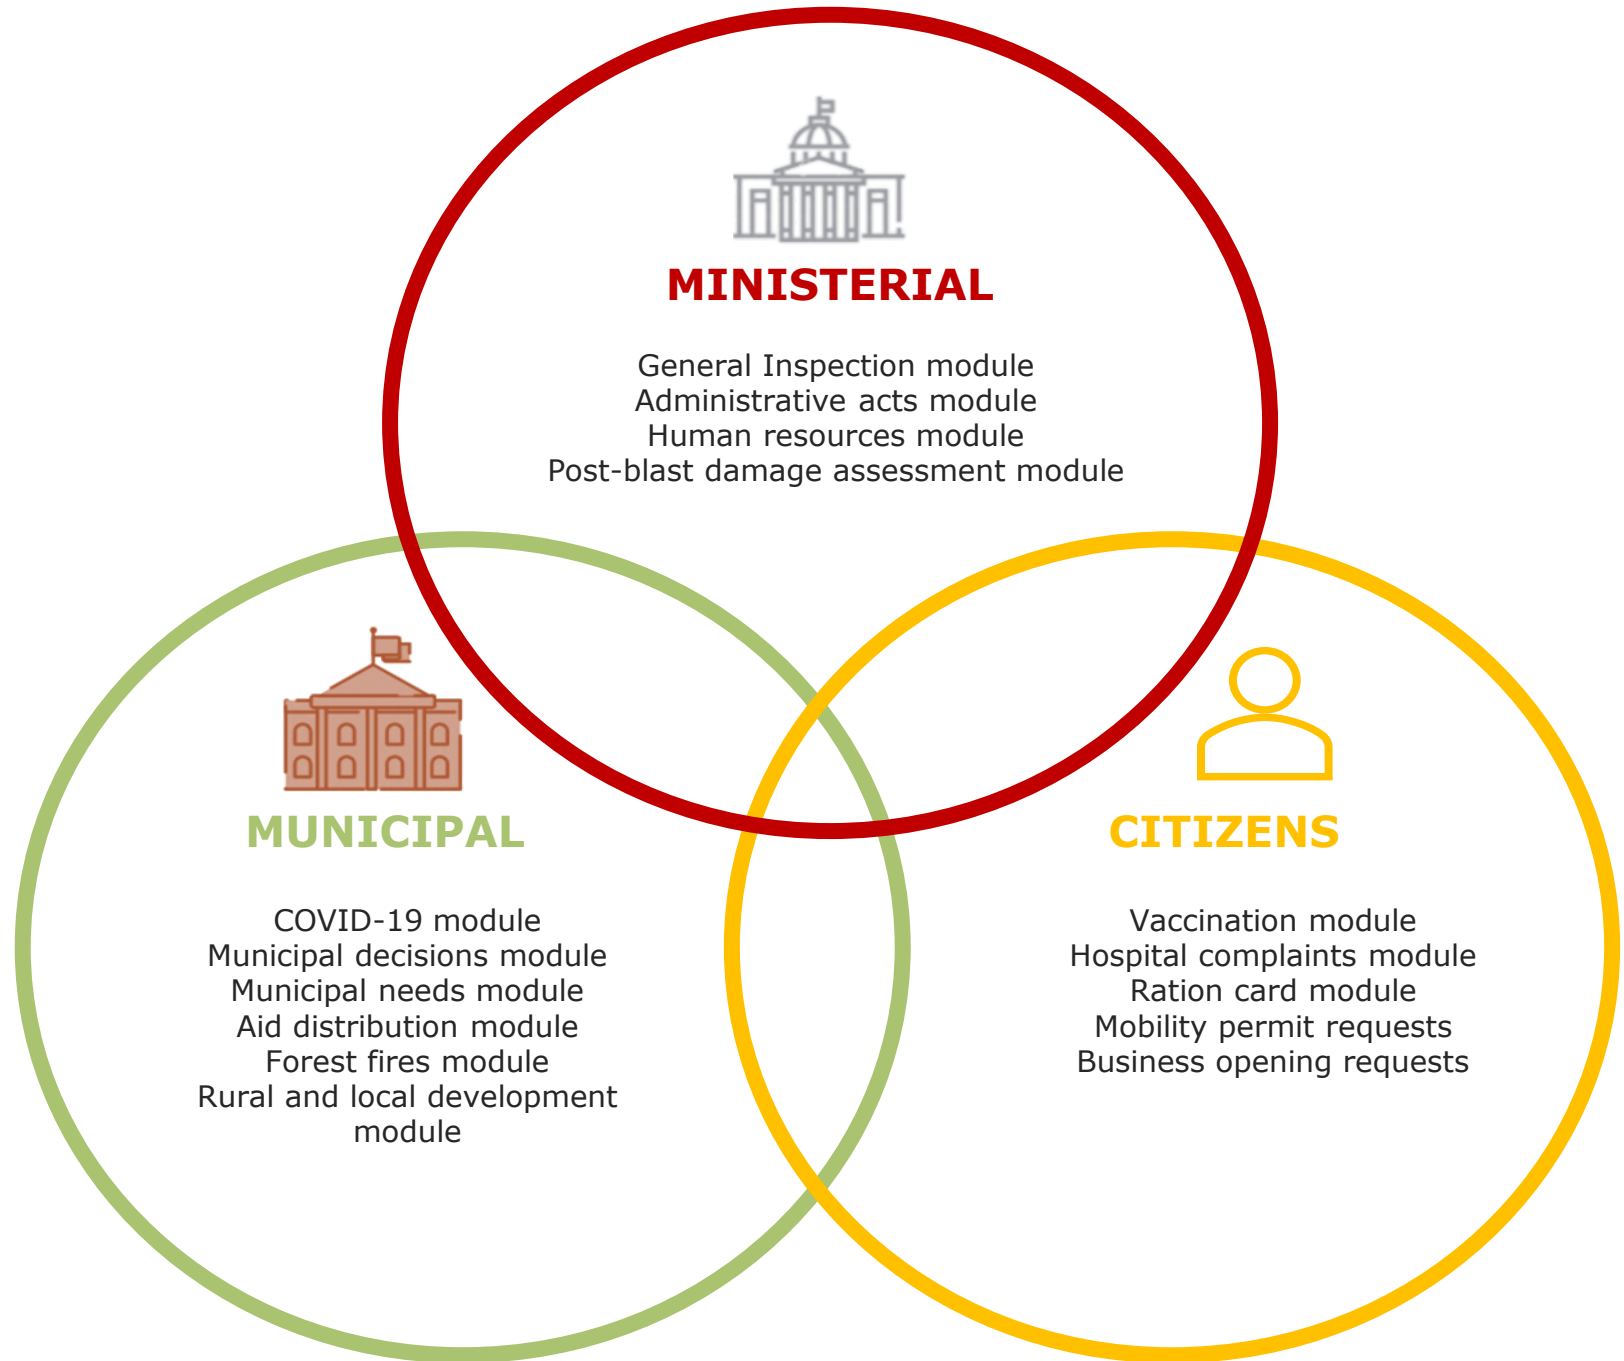 MINISTERIAL
General Inspection module
Administrative acts module
Human resources module
Post-blast damage assessment module
MUNICIPAL
COVID-19 module
Municipal decisions module
Municipal needs module
Aid distribution module
Forest fires module
Rural and local development
module
CITIZENS
Vaccination module
Hospital complaints module
Ration card module
Mobility permit requests
Business opening requests